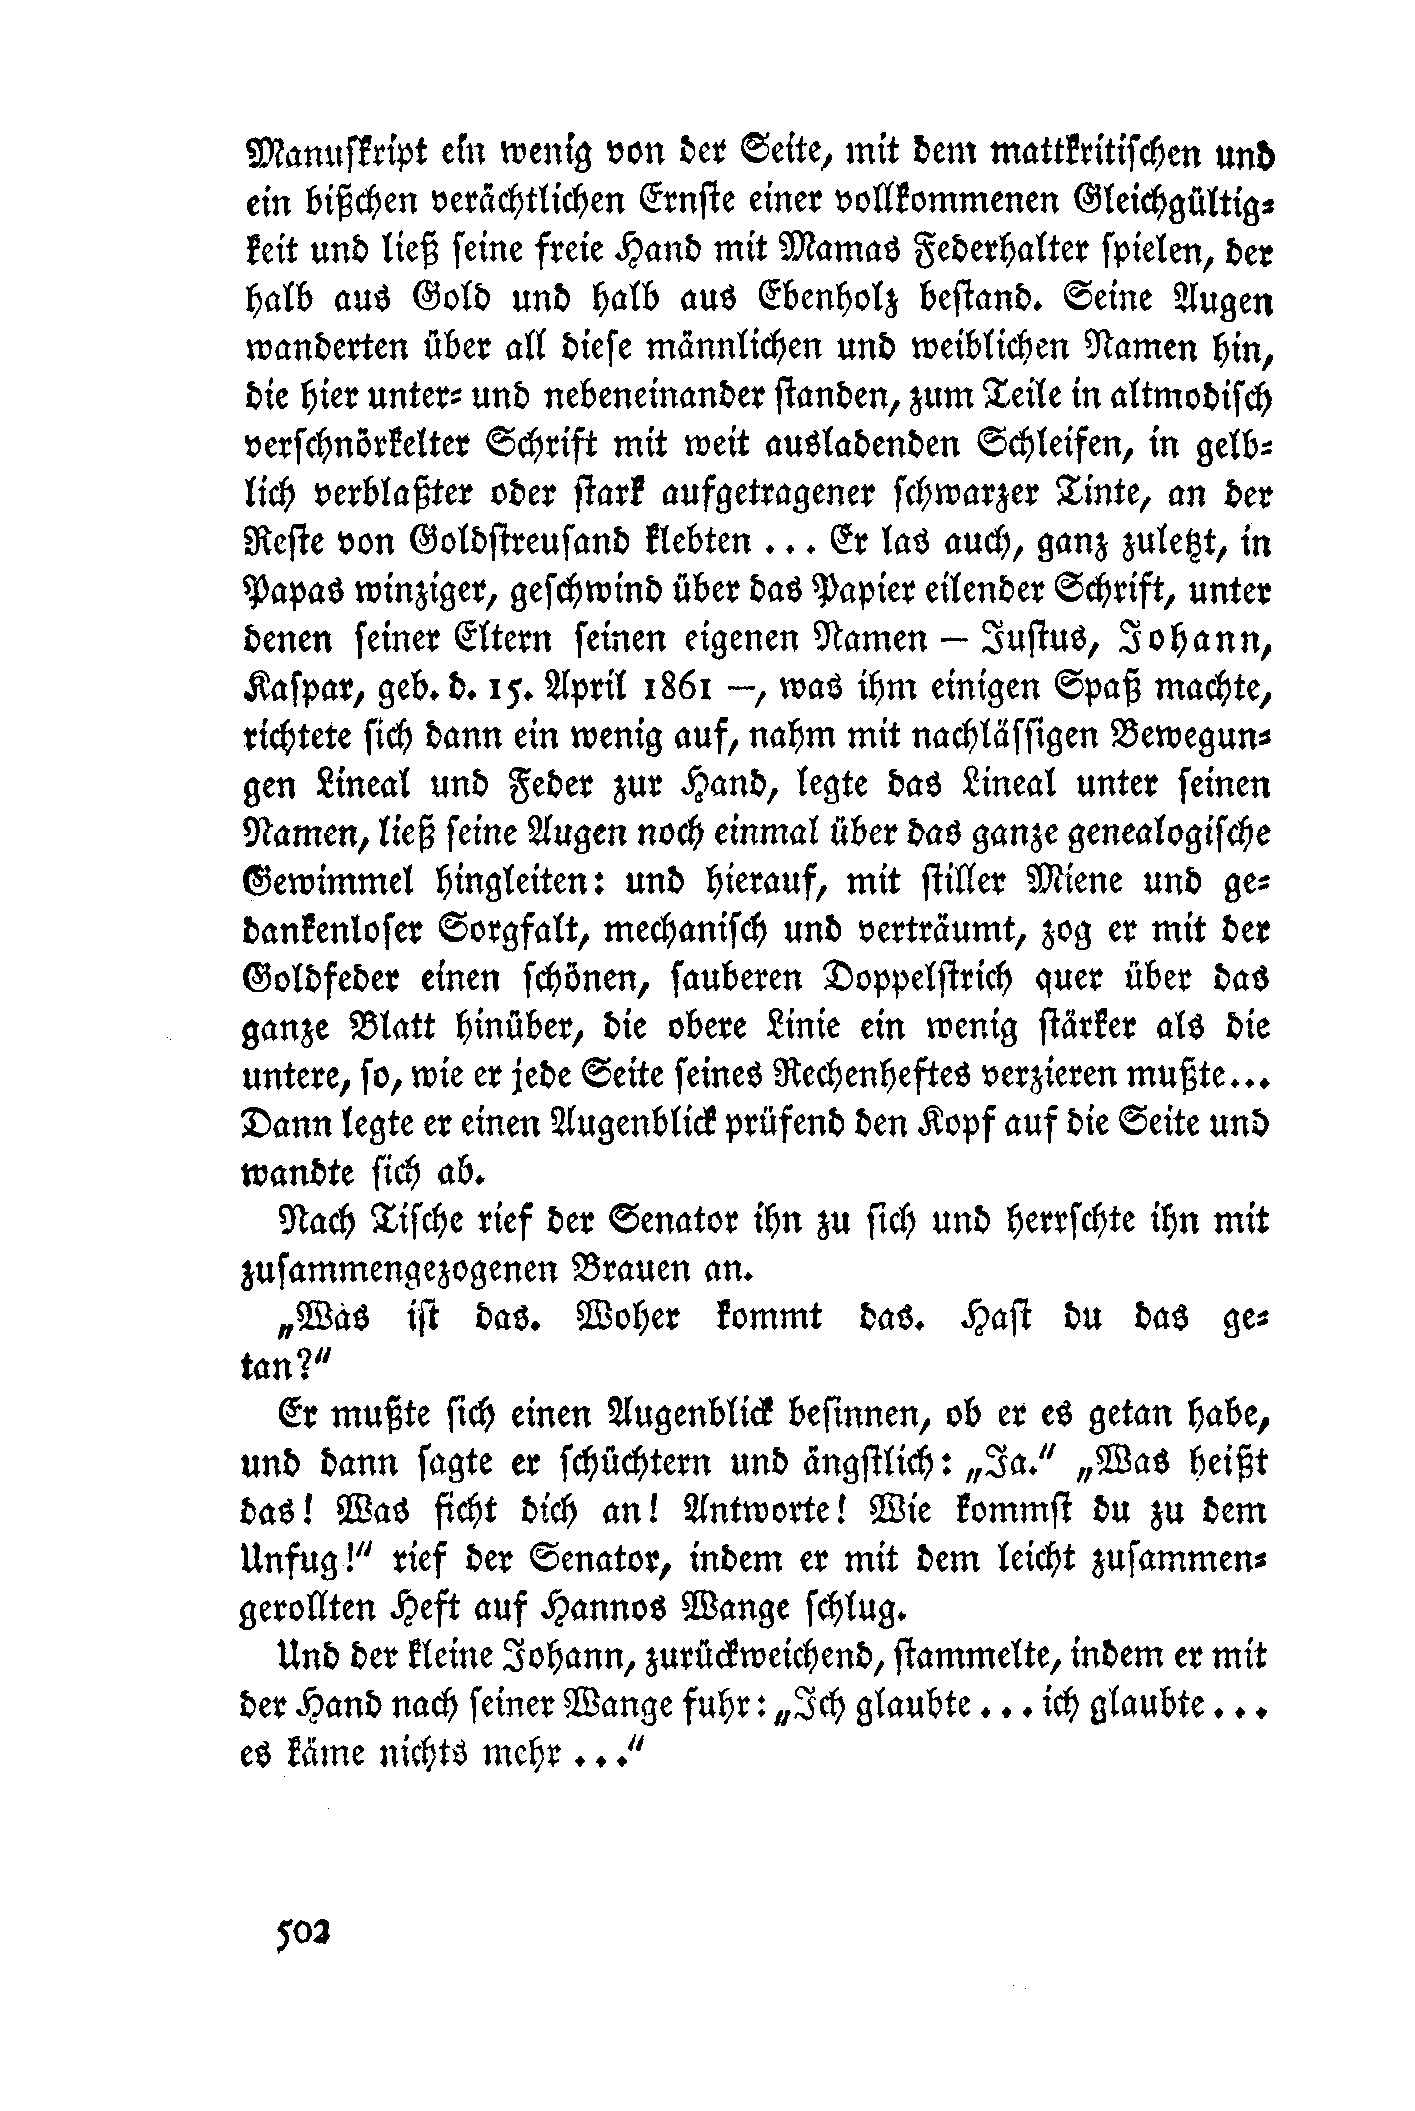 Manuskript ein wenig von der Seite, mit dem mattkritischen und
ein bißchen verächtlichen Ernste einer vollkommenen Gleichgültig-
keit und ließ seine freie Hand mit Mamas Federhalter spielen, der
halb aus Gold und halb aus Ebenholz bestand. Seine Augen
wanderten über all diese männlichen und weiblichen Namen hin,
die hier unter- und nebeneinander standen, zum Teile in altmodisch
verschnörkelter Schrift mit weit ausladenden Schleifen, in gelb-
lich verblaßter oder stark aufgetragener schwarzer Tinte, an der
Reste von Goldstreusand klebten ... Er las auch, ganz zuletzt, in
Papas winziger, geschwind über das Papier eilender Schrift, unter
denen seiner Eltern seinen eigenen Namen — Justus, Johann,
Kaspar, geb. d. 15. April 1861 —, was ihm einigen Spaß machte,
richtete sich dann ein wenig auf, nahm mit nachlässigen Bewegun-
gen Lineal und Feder zur Hand, legte das Lineal unter seinen
Namen, ließ seine Augen noch einmal über das ganze genealogische
Gewimmel hingleiten: und hierauf, mit stiller Miene und ge-
dankenloser Sorgfalt, mechanisch und verträumt, zog er mit der
Goldfeder einen schönen, sauberen Doppelstrich quer über das
ganze Blatt hinüber, die obere Linie ein wenig stärker als die
untere, so, wie er jede Seite seines Rechenheftes verzieren mußte...
Dann legte er einen Augenblick prüfend den Kopf auf die Seite und
wandte sich ab.
Nach Tische rief der Senator ihn zu sich und herrschte ihn mit
zusammengezogenen Brauen an.
„Was ist das. Woher kommt das. Hast du das ge-
tan?“
Er mußte sich einen Augenblick besinnen, ob er es getan habe,
und dann sagte er schüchtern und ängstlich: „Ja.“ „Was heißt
das! Was ficht dich an! Antworte! Wie kommst du zu dem
Unfug!“ rief der Senator, indem er mit dem leicht zusammen-
gerollten Heft auf Hannos Wange schlug.
Und der kleine Johann, zurückweichend, stammelte, indem er mit
der Hand nach seiner Wange fuhr: „Ich glaubte ... ich glaubte ...
es käme nichts mehr ...“
502